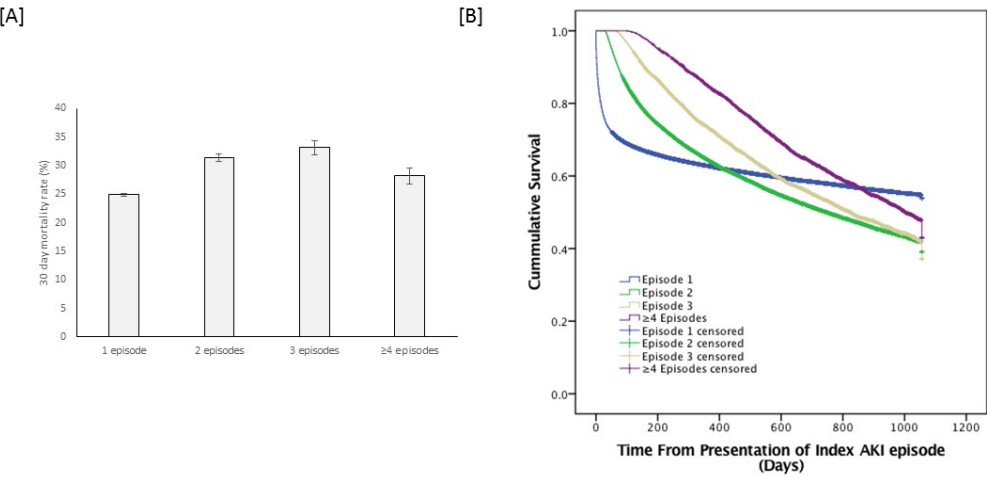 [A]
40
35
30
25
20
15
10
5
0
30 day mortality rate (%)
1 episode 2 episodes 3 episodes ≥4 episodes
[B]
1.0
0.8
0.6
0.4
0.2
0.0
Cummulative Survival
Episode 1
Episode 2
Episode 3
≥4 Episodes
Episode 1 censored
Episode 2 censored
Episode 3 censored
≥4 Episodes censored
0 200 400 600 800 1000 1200
Time From Presentation of Index AKI episode
(Days)